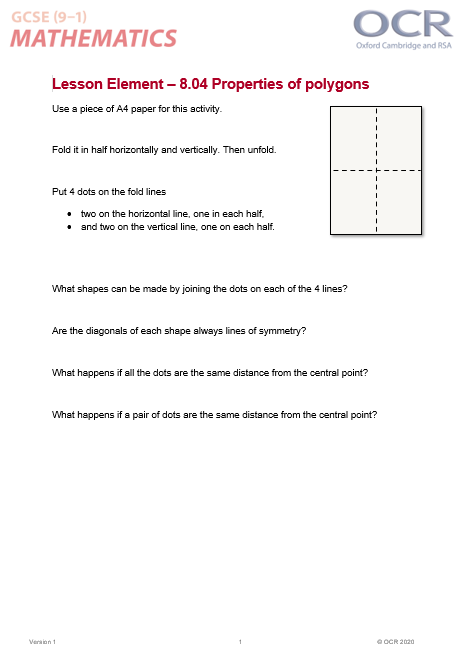 GCSE (9–1)
MATHEMATICS
OCR
Oxford Cambridge and RSA
Lesson Element – 8.04 Properties of polygons
Use a piece of A4 paper for this activity.
Fold it in half horizontally and vertically. Then unfold.
Put 4 dots on the fold lines
• two on the horizontal line, one in each half,
• and two on the vertical line, one on each half.
What shapes can be made by joining the dots on each of the 4 lines?
Are the diagonals of each shape always lines of symmetry?
What happens if all the dots are the same distance from the central point?
What happens if a pair of dots are the same distance from the central point?
Version 1
1
© OCR 2020